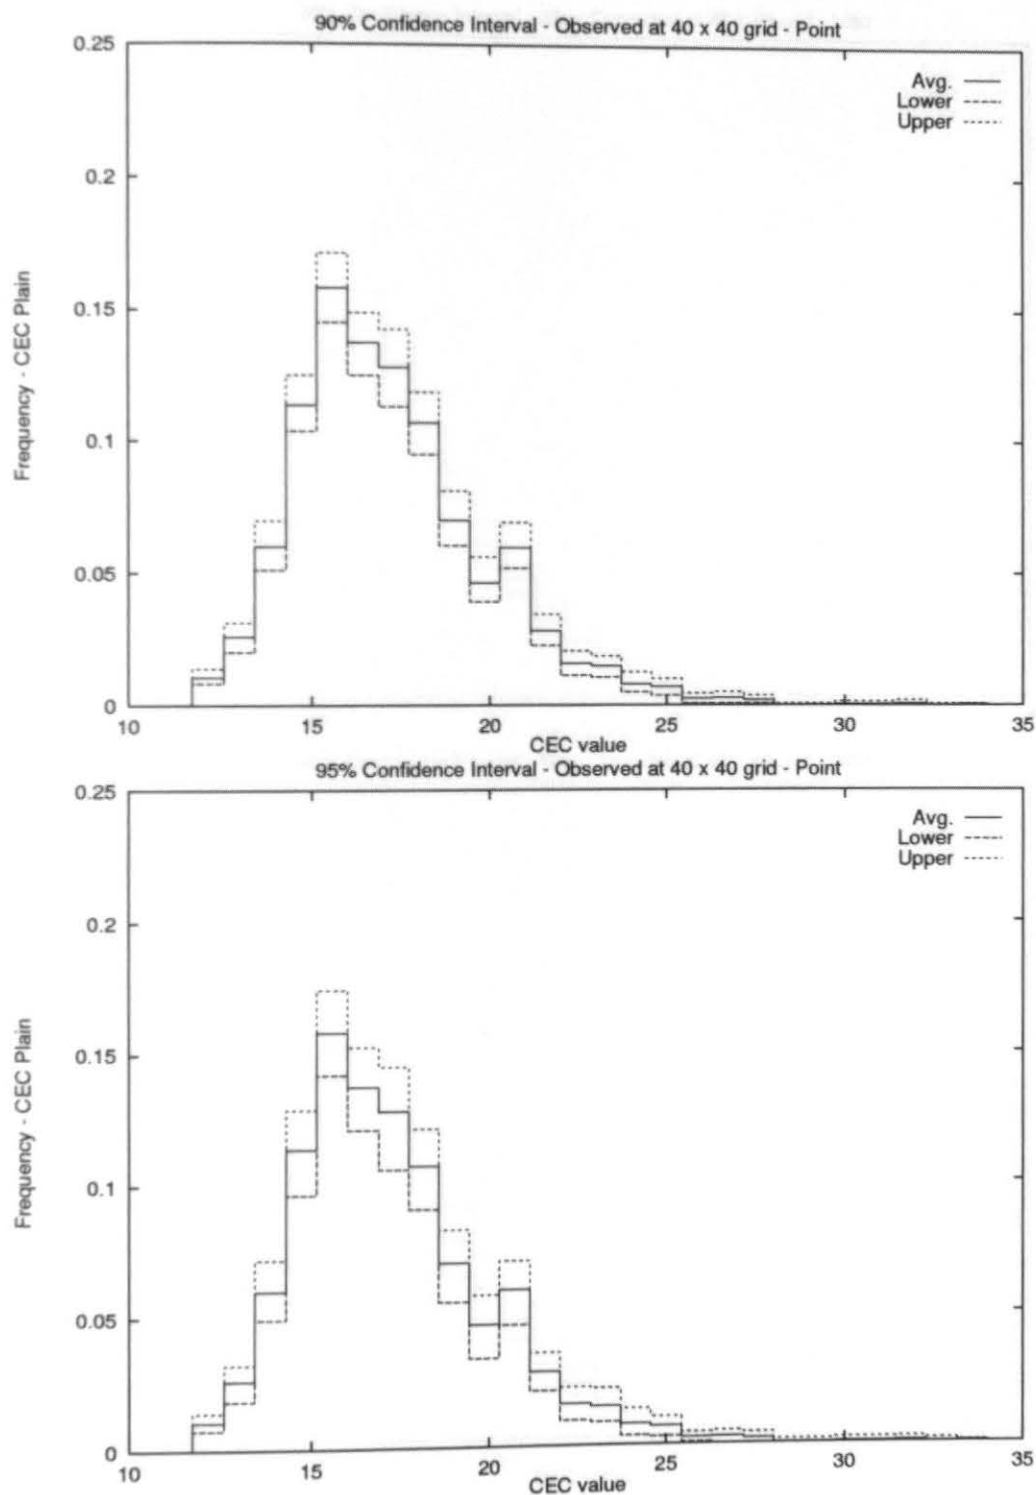 90% Confidence Interval - Observed at 40 x 40 grid - Point
0.25
Avg.
Lower
Upper
0.2
0.15
0.1
0.05
0
Frequency - CEC Plain
10 15 20 25 30 35
CEC value
95% Confidence Interval - Observed at 40 x 40 grid - Point
0.25
Avg.
Lower
Upper
0.2
0.15
0.1
0.05
0
Frequency - CEC Plain
10 15 20 25 30 35
CEC value